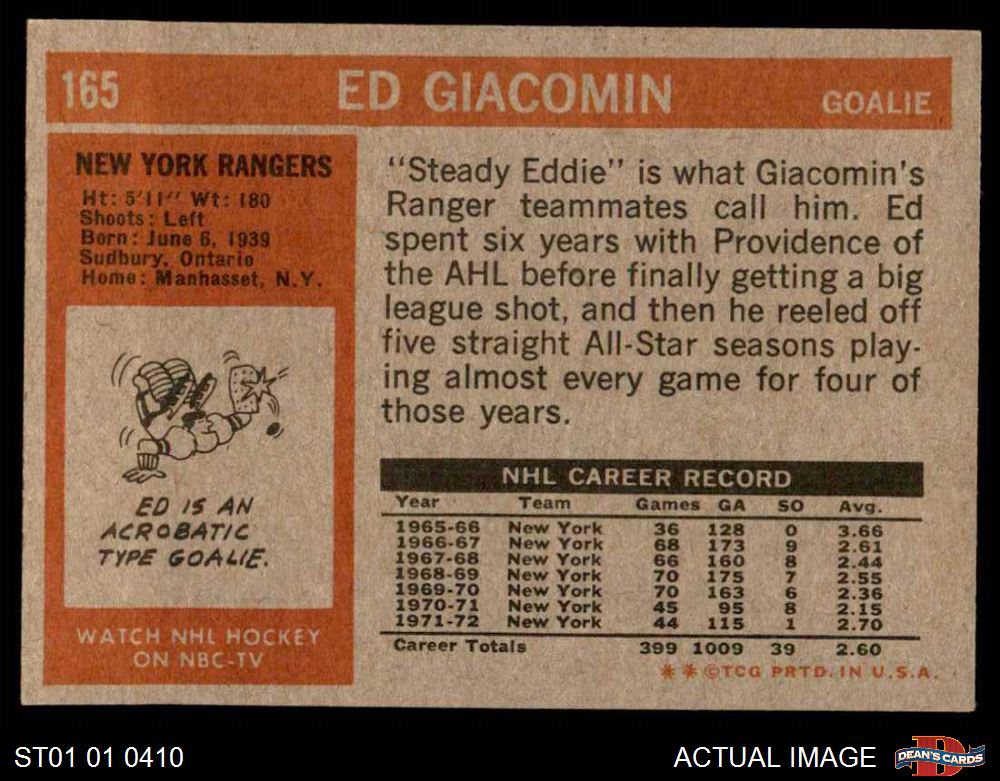 165 ED GIACOMIN GOALIE
NEW YORK RANGERS
Ht: 5'11" Wt: 180
Shoots: Left
Born: June 6, 1939
Sudbury, Ontario
Home: Manhasset, N.Y.
ED IS AN
ACROBATIC
TYPE GOALIE.
WATCH NHL HOCKEY
ON NBC-TV
"Steady Eddie" is what Giacomin's
Ranger teammates call him. Ed
spent six years with Providence of
the AHL before finally getting a big
league shot, and then he reeled off
five straight All-Star seasons play-
ing almost every game for four of
those years.
NHL CAREER RECORD
Year Team Games GA SO Avg.
1965-66 New York 36 128 0 3.66
1966-67 New York 68 173 9 2.61
1967-68 New York 66 160 8 2.44
1968-69 New York 70 175 7 2.55
1969-70 New York 70 163 6 2.36
1970-71 New York 45 95 8 2.15
1971-72 New York 44 115 1 2.70
Career Totals 399 1009 39 2.60
**©TCG PRTD. IN U.S.A.
ST01 01 0410
ACTUAL IMAGE
D
DEAN'S CARDS